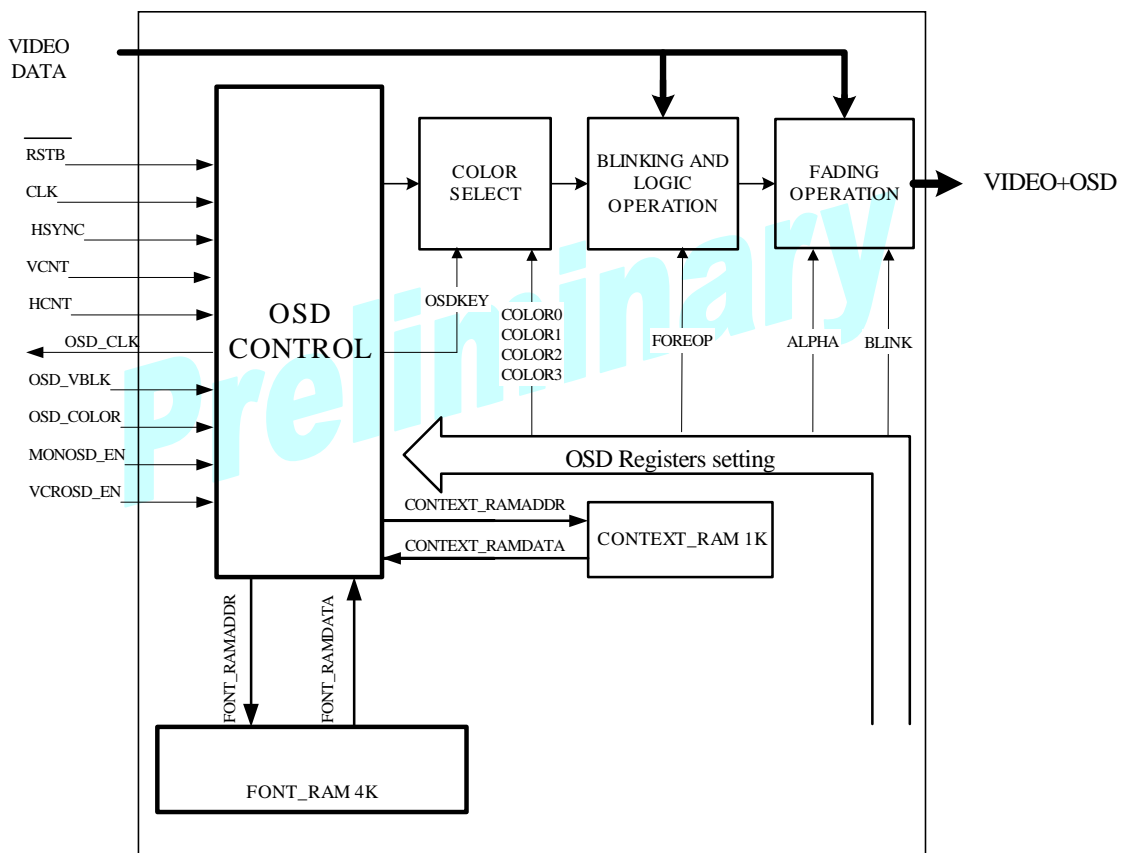 VIDEO
DATA
RSTB
CLK
HSYNC
VCNT
HCNT
OSD_CLK
OSD_VBLK
OSD_COLOR
MONOSD_EN
VCROSD_EN
OSD
CONTROL
COLOR
SELECT
BLINKING AND
LOGIC
OPERATION
FADING
OPERATION
VIDEO+OSD
OSDKEY
COLOR0
COLOR1
COLOR2
COLOR3
FOREOP
ALPHA
BLINK
OSD Registers setting
CONTEXT_RAMADDR
CONTEXT_RAMDATA
CONTEXT_RAM 1K
FONT_RAMADDR
FONT_RAMDATA
FONT_RAM 4K
Preliminary